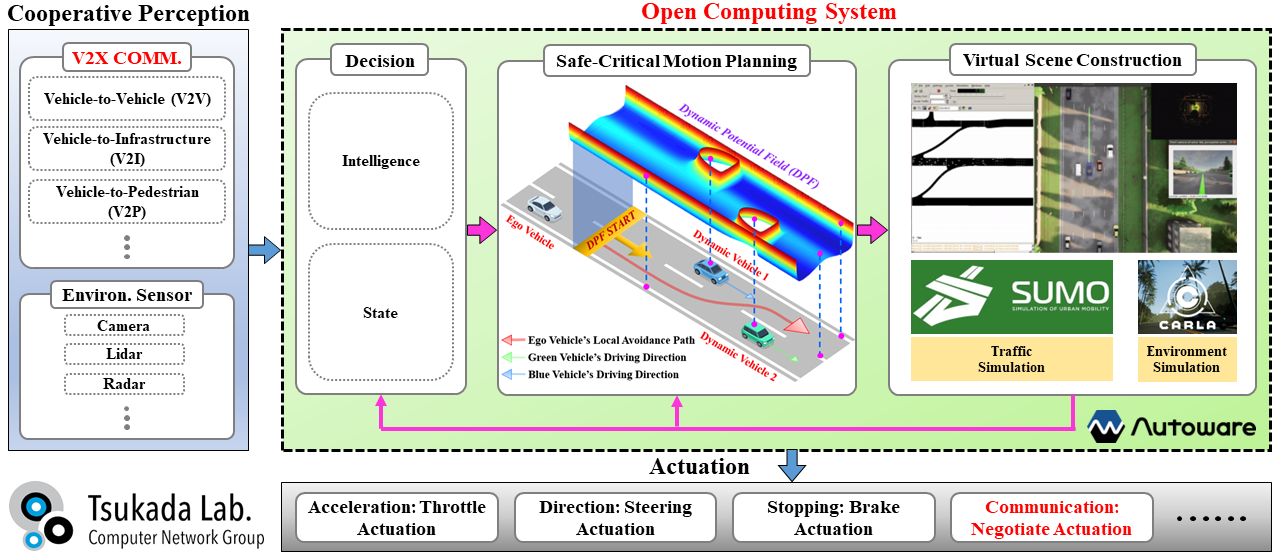 Cooperative Perception
V2X COMM.
Vehicle-to-Vehicle (V2V)
Vehicle-to-Infrastructure
(V2I)
Vehicle-to-Pedestrian
(V2P)
Environ. Sensor
Camera
Lidar
Radar
Open Computing System
Decision
Intelligence
State
Safe-Critical Motion Planning
Dynamic Potential Field (DPF)
Ego Vehicle
DPF START
Dynamic Vehicle 1
Dynamic Vehicle 2
Ego Vehicle's Local Avoidance Path
Green Vehicle's Driving Direction
Blue Vehicle's Driving Direction
Virtual Scene Construction
SUMO
SIMULATION OF URBAN MOBILITY
CARLA
Traffic
Simulation
Environment
Simulation
Autoware
Actuation
Acceleration: Throttle
Actuation
Direction: Steering
Actuation
Stopping: Brake
Actuation
Communication:
Negotiate Actuation
Tsukada Lab.
Computer Network Group